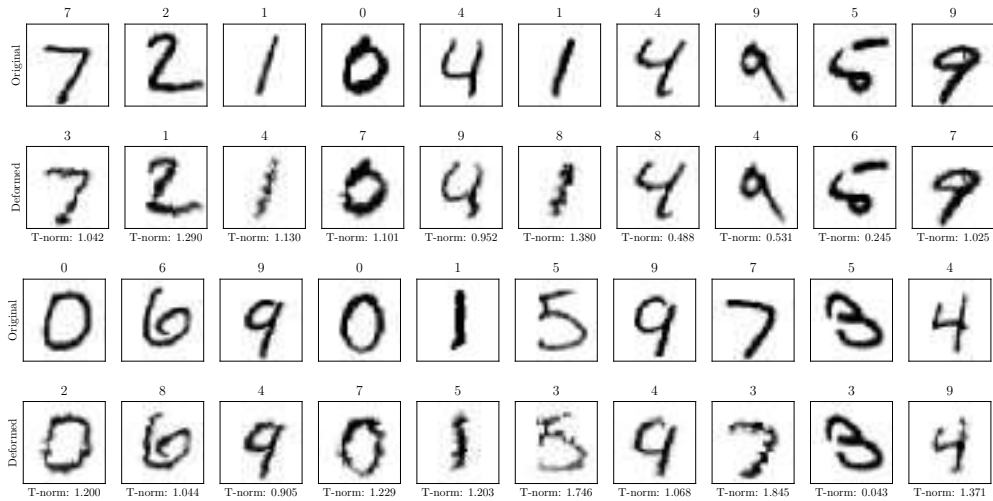 7 2 1 0 4 1 4 9 5 9
Original
3 1 4 7 9 8 8 4 6 7
Deformed
T-norm: 1.042 T-norm: 1.290 T-norm: 1.130 T-norm: 1.101 T-norm: 0.952 T-norm: 1.380 T-norm: 0.488 T-norm: 0.531 T-norm: 0.245 T-norm: 1.025
0 6 9 0 1 5 9 7 5 4
Original
2 8 4 7 5 3 4 3 3 9
Deformed
T-norm: 1.200 T-norm: 1.044 T-norm: 0.905 T-norm: 1.229 T-norm: 1.203 T-norm: 1.746 T-norm: 1.068 T-norm: 1.845 T-norm: 0.043 T-norm: 1.371